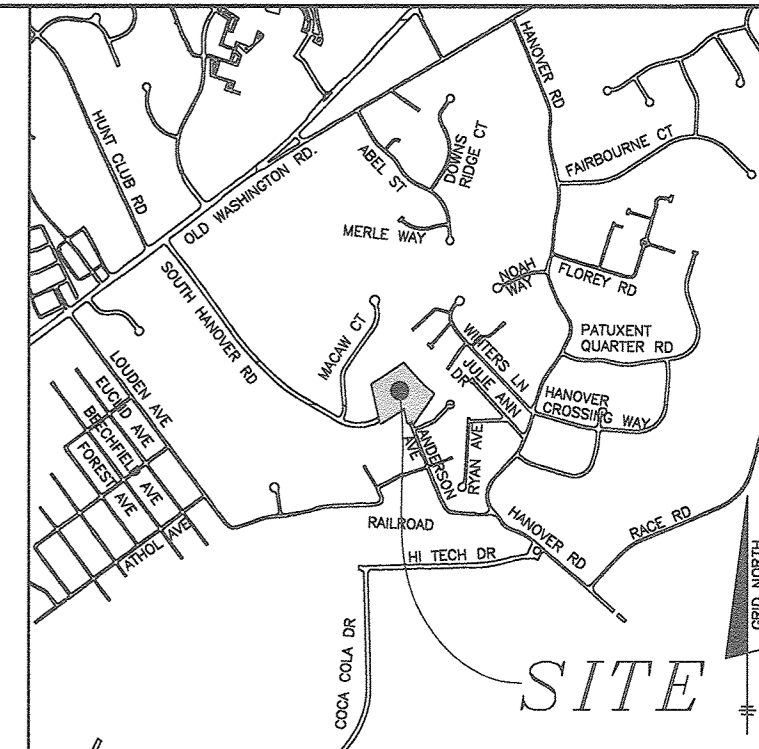 HANOVER RD
HUNT CLUB RD
OLD WASHINGTON RD.
ABEL ST
DOWNS
RIDGE CT
FAIRBOURNE CT
MERLE WAY
SOUTH HANOVER RD
NOAH
WAY
FLOREY RD
MACAW CT
PATUXENT
QUARTER RD
WINTERS LN
JULIE ANN
DR
HANOVER
CROSSING WAY
LOUDEN AVE
EUCLID AVE
BEECHFIELD AVE
FOREST AVE
ATHOL AVE
ANDERSON
AVE
RYAN AVE
RAILROAD
HANOVER RD
RACE RD
HI TECH DR
GRID NORTH
COCA COLA DR
SITE